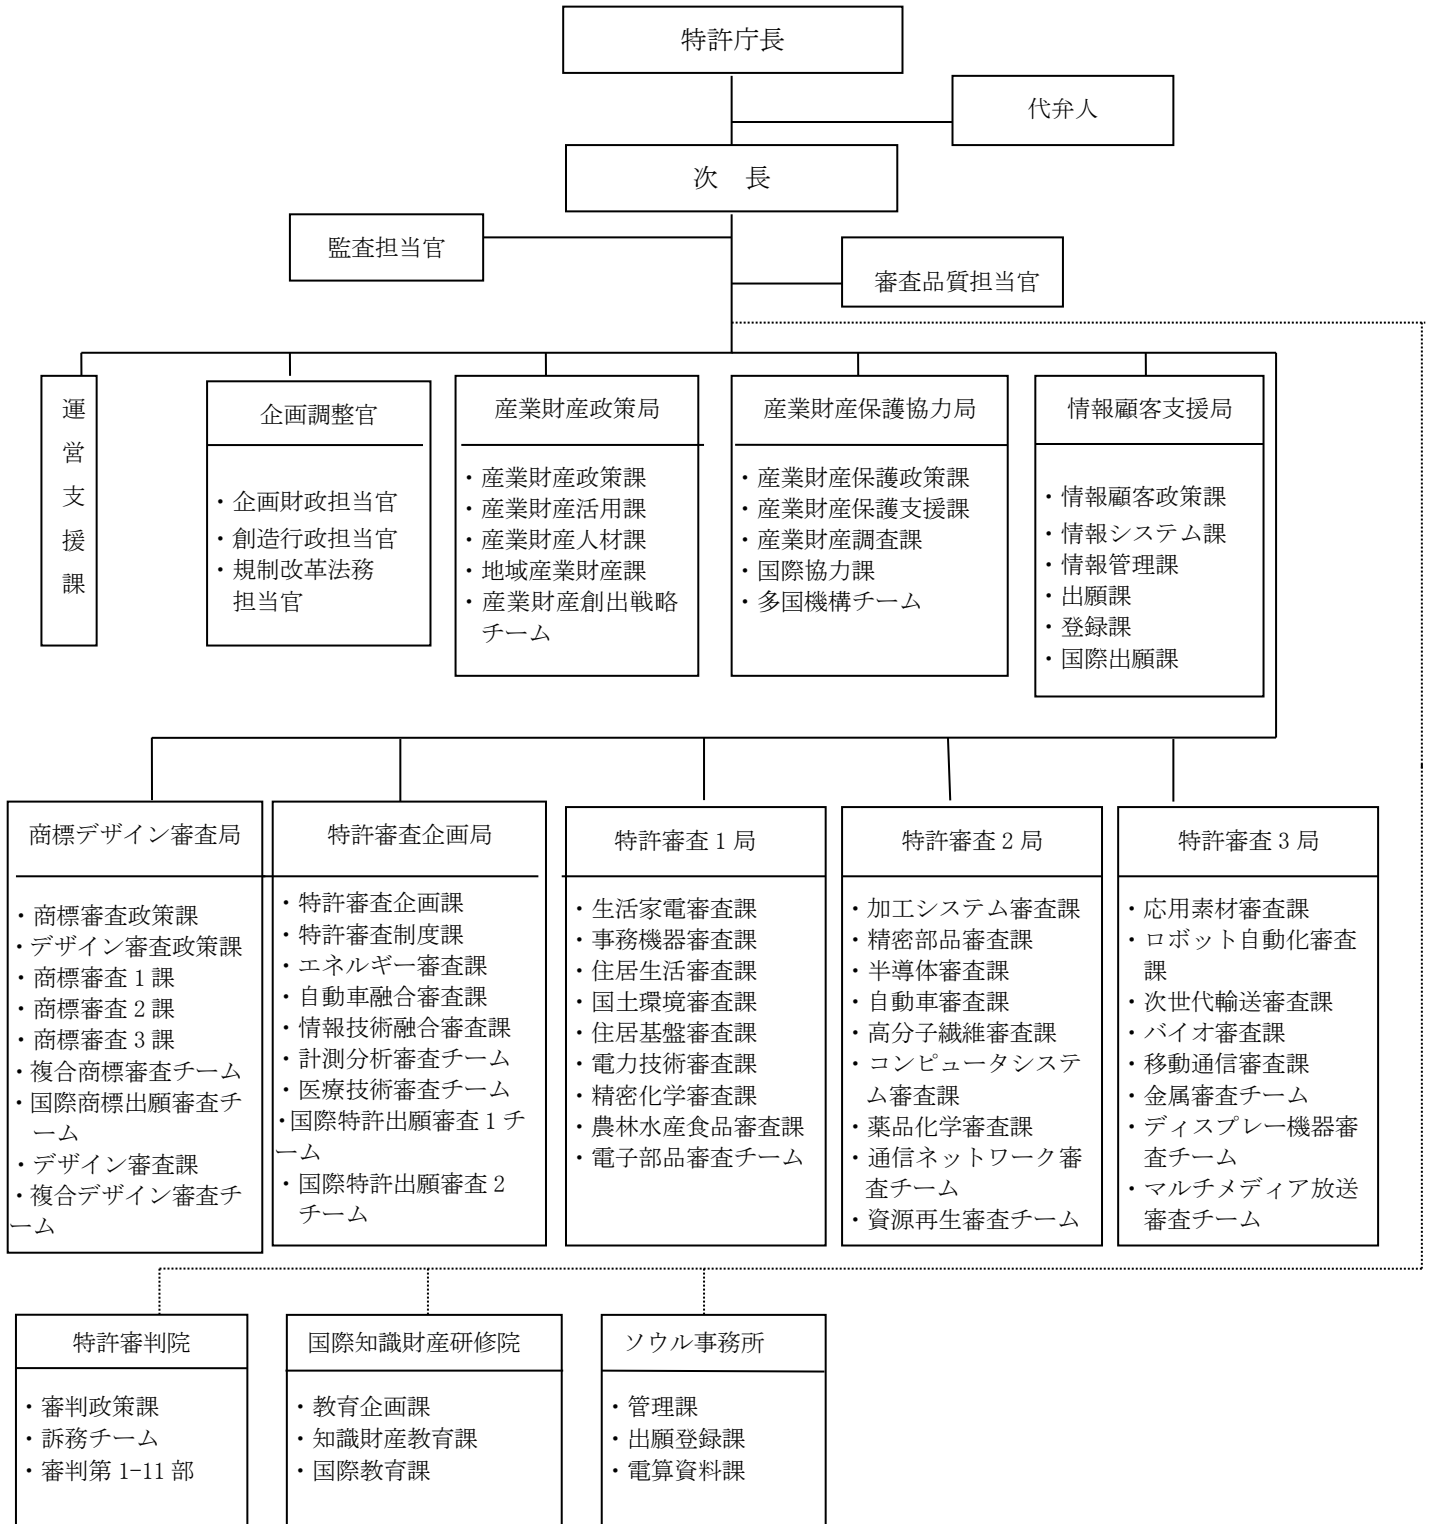 特許庁長
代弁人
次　長
監査担当官
審査品質担当官
運
営
支
援
課
企画調整官
・企画財政担当官
・創造行政担当官
・規制改革法務
担当官
産業財産政策局
・産業財産政策課
・産業財産活用課
・産業財産人材課
・地域産業財産課
・産業財産創出戦略
チーム
産業財産保護協力局
・産業財産保護政策課
・産業財産保護支援課
・産業財産調査課
・国際協力課
・多国機構チーム
情報顧客支援局
・情報顧客政策課
・情報システム課
・情報管理課
・出願課
・登録課
・国際出願課
商標デザイン審査局
・商標審査政策課
・デザイン審査政策課
・商標審査1課
・商標審査2課
・商標審査3課
・複合商標審査チーム
・国際商標出願審査チ
ーム
・デザイン審査課
・複合デザイン審査チ
ーム
特許審査企画局
・特許審査企画課
・特許審査制度課
・エネルギー審査課
・自動車融合審査課
・情報技術融合審査課
・計測分析審査チーム
・医療技術審査チーム
・国際特許出願審査1チ
ーム
・国際特許出願審査2
チーム
特許審査1局
・生活家電審査課
・事務機器審査課
・住居生活審査課
・国土環境審査課
・住居基盤審査課
・電力技術審査課
・精密化学審査課
・農林水産食品審査課
・電子部品審査チーム
特許審査2局
・加工システム審査課
・精密部品審査課
・半導体審査課
・自動車審査課
・高分子繊維審査課
・コンピュータシステ
ム審査課
・薬品化学審査課
・通信ネットワーク審
査チーム
・資源再生審査チーム
特許審査3局
・応用素材審査課
・ロボット自動化審査
課
・次世代輸送審査課
・バイオ審査課
・移動通信審査課
・金属審査チーム
・ディスプレー機器審
査チーム
・マルチメディア放送
審査チーム
特許審判院
・審判政策課
・訴務チーム
・審判第1-11部
国際知識財産研修院
・教育企画課
・知識財産教育課
・国際教育課
ソウル事務所
・管理課
・出願登録課
・電算資料課